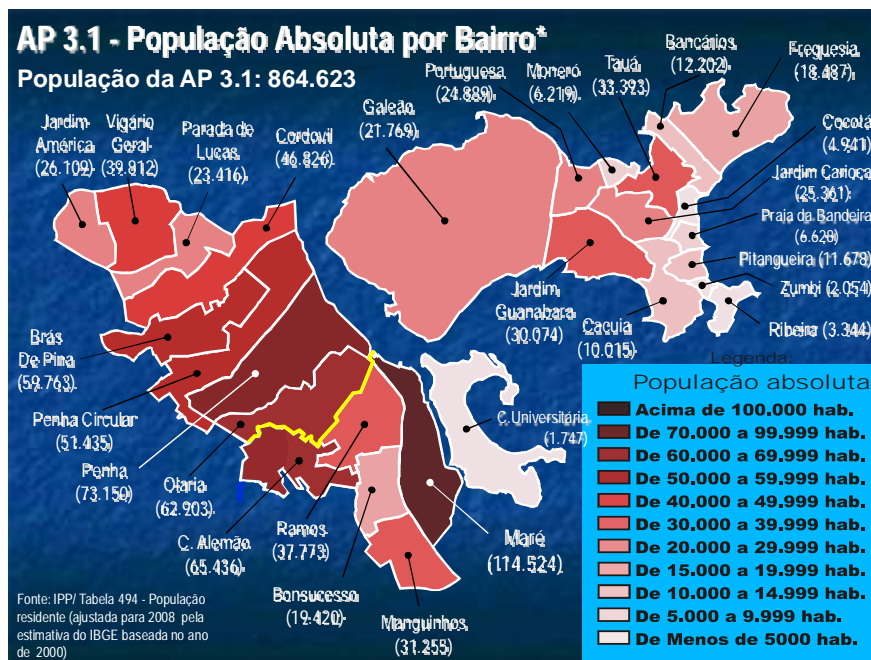 AP 3.1 - População Absoluta por Bairro*
População da AP 3.1: 864.623
Jardim
América
(26.109)
Vigário
Geral
(39.812)
Parada de
Lucas
(23.416)
Cordovil
(46.826)
Galeão
(21.769)
Portuguesa
(24.889)
Moneró
(6.219)
Tauá
(33.393)
Bancários
(12.202)
Freguesia
(18.487)
Cocotá
(4.941)
Jardim Carioca
(25.361)
Praia da Bandeira
(6.628)
Pitangueira (11.678)
Zumbi (2.054)
Ribeira (3.344)
Jardim
Guanabara
(30.074)
Cacuia
(10.015)
Brás
De Pina
(59.763)
Penha Circular
(51.435)
Penha
(73.150)
Olaria
(62.903)
C. Alemão
(65.436)
Ramos
(37.773)
Bonsucesso
(19.420)
Manguinhos
(31.255)
Maré
(114.524)
C.Universitária
(1.747)
Legenda:
População absoluta
Acima de 100.000 hab.
De 70.000 a 99.999 hab.
De 60.000 a 69.999 hab.
De 50.000 a 59.999 hab.
De 40.000 a 49.999 hab.
De 30.000 a 39.999 hab.
De 20.000 a 29.999 hab.
De 15.000 a 19.999 hab.
De 10.000 a 14.999 hab.
De 5.000 a 9.999 hab.
De Menos de 5000 hab.
Fonte: IPP/ Tabela 494 - População
residente (ajustada para 2008 pela
estimativa do IBGE baseada no ano
de 2000)